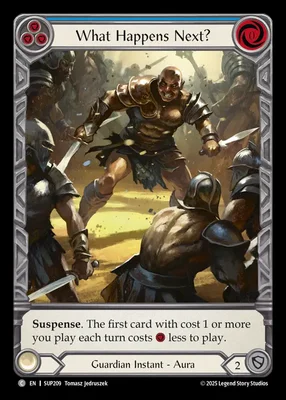 What Happens Next?
Suspense. The first card with cost 1 or more
you play each turn costs less to play.
Guardian Instant - Aura
2
C EN | SUP209 Tomasz Jedruszek
© 2025 Legend Story Studios